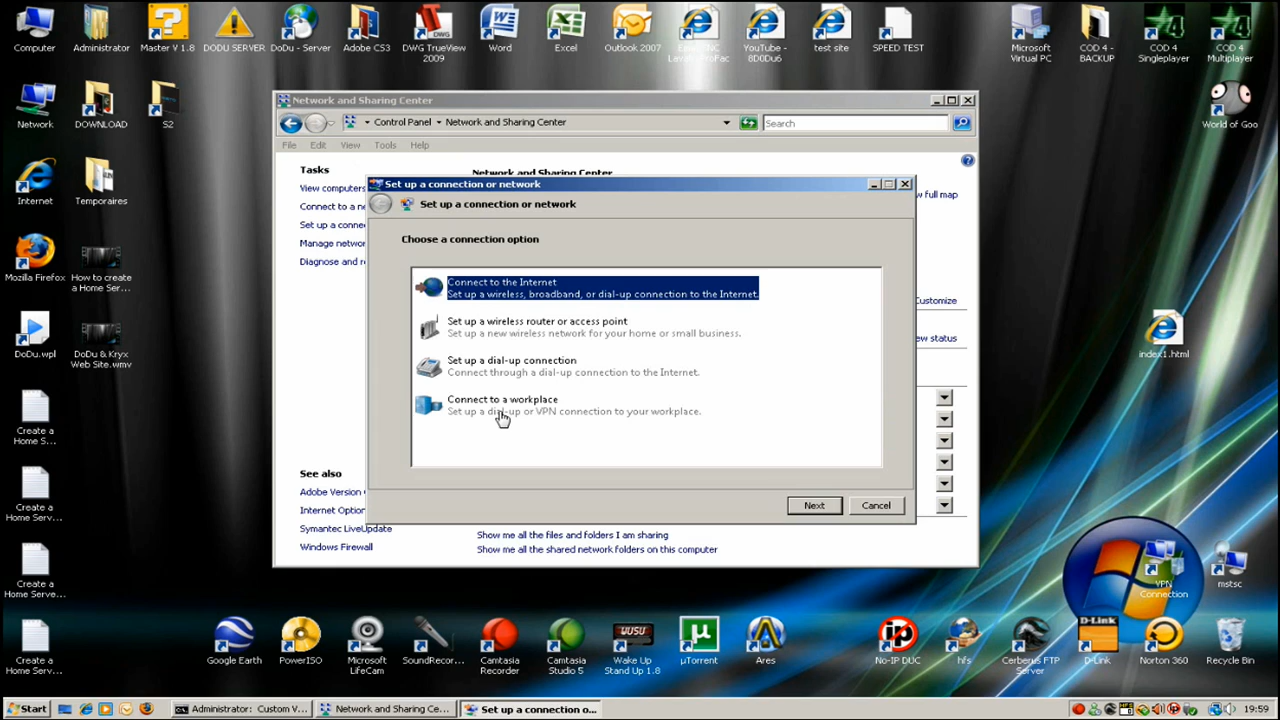 Computer
Administrator
Master V 1.8
DODU SERVER
DoDu - Server
Adobe CS3
DWG TrueView
2009
Word
Excel
Outlook 2007
YouTube -
8D0Du6
test site
SPEED TEST
Microsoft
Virtual PC
COD 4 -
BACKUP
COD 4
Singleplayer
COD 4
Multiplayer
Network
DOWNLOAD
S2
World of Goo
Internet
Temporaires
Mozilla Firefox
How to create
a Home Ser...
DoDu.wpl
DoDu & Kryx
Web Site.wmv
Create a
Home S...
Create a
Home Serv...
Create a
Home Serv...
Create a
Home Serv...
index1.html
VPN
Connection
mstsc
Network and Sharing Center
Control Panel
Network and Sharing Center
Search
File Edit View Tools Help
Tasks
View computers
Connect to a ne
Set up a conne
Manage networ
Diagnose and re
Network and Sharing Center
ew full map
Customize
ew status
See also
Adobe Version
Internet Option
Symantec LiveUpdate
Windows Firewall
Show me all the files and folders I am sharing
Show me all the shared network folders on this computer
Set up a connection or network
Set up a connection or network
Choose a connection option
Connect to the Internet
Set up a wireless, broadband, or dial-up connection to the Internet.
Set up a wireless router or access point
Set up a new wireless network for your home or small business.
Set up a dial-up connection
Connect through a dial-up connection to the Internet.
Connect to a workplace
Set up a dial-up or VPN connection to your workplace.
Next
Cancel
Google Earth
PowerISO
Microsoft
LifeCam
SoundRecor...
Camtasia
Recorder
Camtasia
Studio 5
WUSU
Wake Up
Stand Up 1.8
µTorrent
Ares
No-IP DUC
hfs
Cerberus FTP
Server
D-Link
D-Link
Norton 360
Recycle Bin
Start
Administrator: Custom V...
Network and Sharing Ce...
Set up a connection o...
19:59